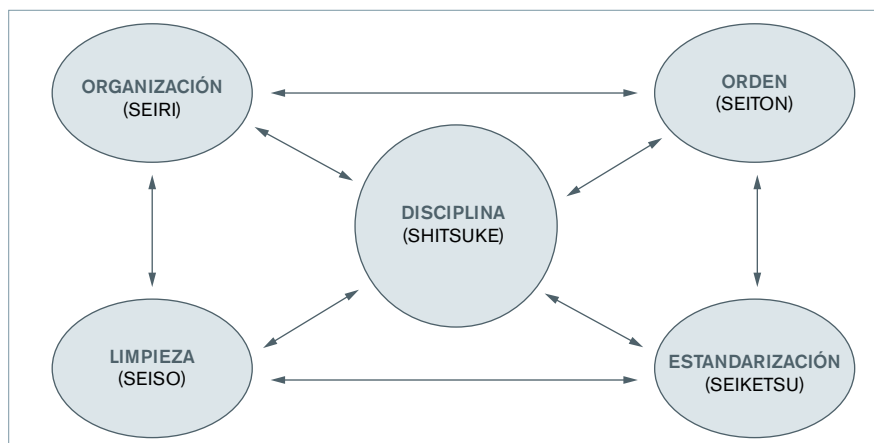 ORGANIZACIÓN
(SEIRI)
ORDEN
(SEITON)
DISCIPLINA
(SHITSUKE)
LIMPIEZA
(SEISO)
ESTANDARIZACIÓN
(SEIKETSU)